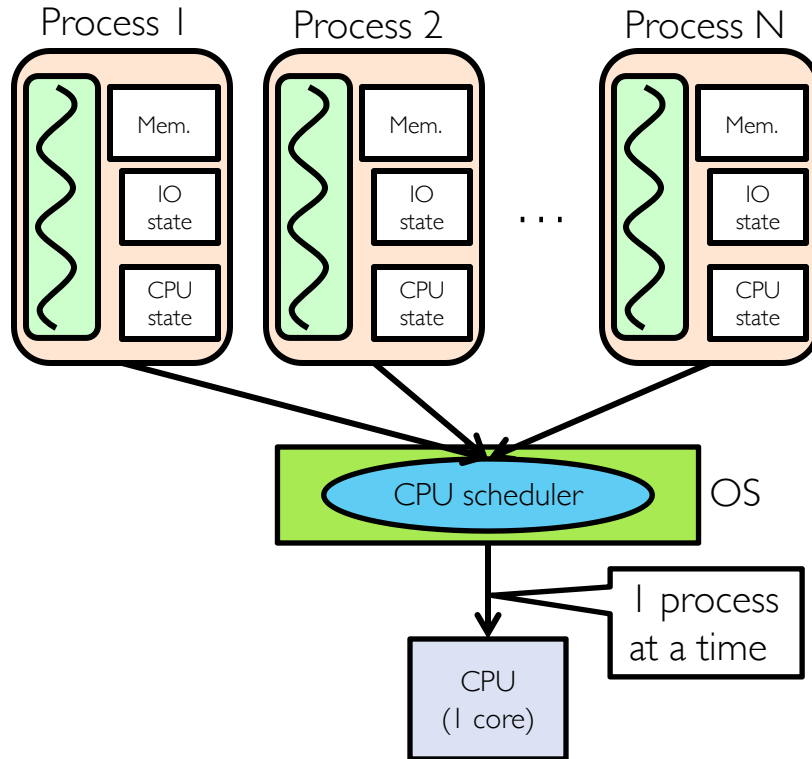 Process 1
Process 2
Process N
Mem.
IO
state
CPU
state
Mem.
IO
state
CPU
state
...
Mem.
IO
state
CPU
state
CPU scheduler
OS
1 process
at a time
CPU
(1 core)